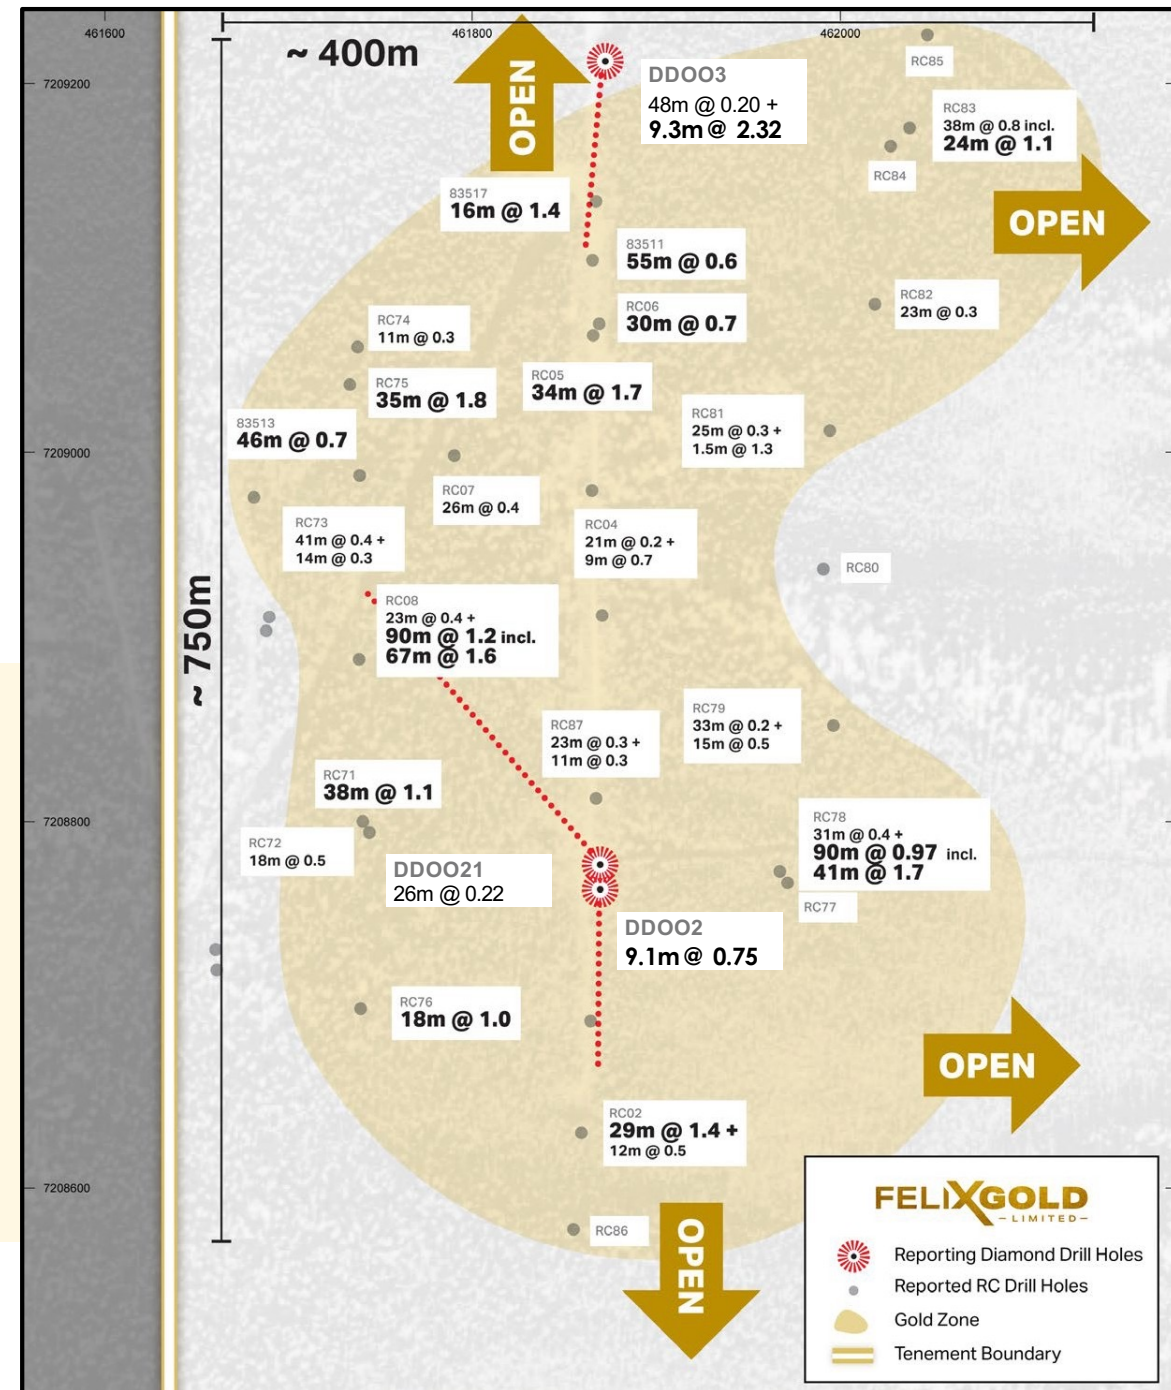 461600
461800
462000
~ 400m
OPEN
7209200
DDOO3
48m @ 0.20 +
9.3m @ 2.32
RC85
RC83
38m @ 0.8 incl.
24m @ 1.1
RC84
83517
16m @ 1.4
OPEN
83511
55m @ 0.6
RC82
23m @ 0.3
RC06
30m @ 0.7
RC74
11m @ 0.3
RC75
35m @ 1.8
RC05
34m @ 1.7
83513
46m @ 0.7
RC81
25m @ 0.3 +
1.5m @ 1.3
7209000
RC07
26m @ 0.4
RC73
41m @ 0.4 +
14m @ 0.3
RC04
21m @ 0.2 +
9m @ 0.7
RC80
~ 750m
RC08
23m @ 0.4 +
90m @ 1.2 incl.
67m @ 1.6
RC79
33m @ 0.2 +
15m @ 0.5
RC87
23m @ 0.3 +
11m @ 0.3
RC71
38m @ 1.1
7208800
RC72
18m @ 0.5
RC78
31m @ 0.4 +
90m @ 0.97 incl.
41m @ 1.7
DDOO21
26m @ 0.22
RC77
DDOO2
9.1m @ 0.75
RC76
18m @ 1.0
OPEN
RC02
29m @ 1.4 +
12m @ 0.5
7208600
RC86
OPEN
FELIXGOLD
LIMITED
Reporting Diamond Drill Holes
Reported RC Drill Holes
Gold Zone
Tenement Boundary